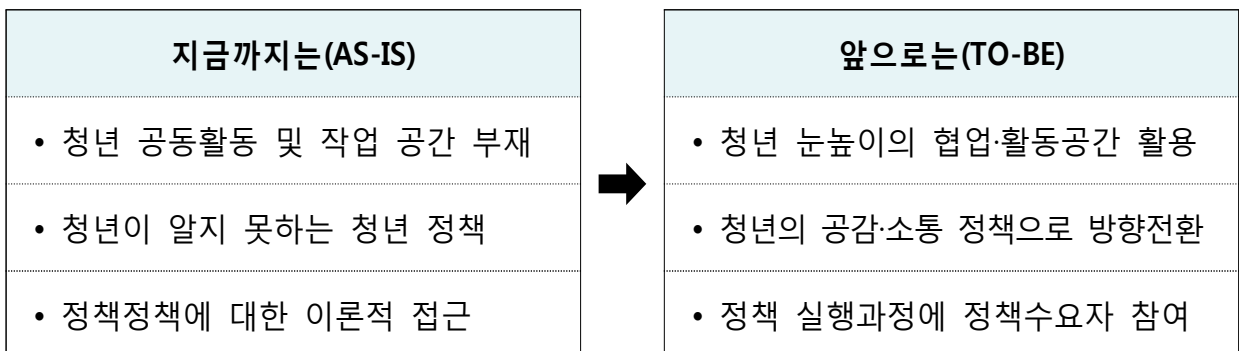 지금까지는(AS-IS)
• 청년 공동활동 및 작업 공간 부재
• 청년이 알지 못하는 청년 정책
• 정책정책에 대한 이론적 접근
앞으로는(TO-BE)
• 청년 눈높이의 협업·활동공간 활용
• 청년의 공감·소통 정책으로 방향전환
• 정책 실행과정에 정책수요자 참여